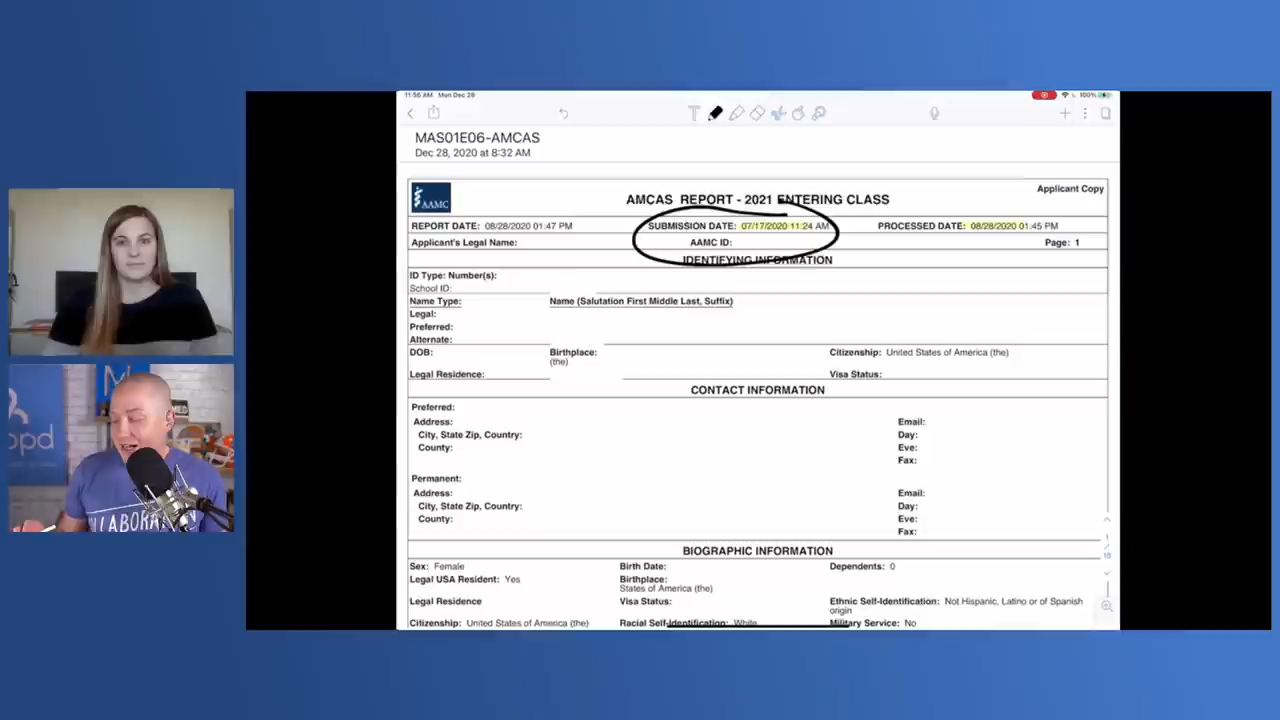 11:56 AM Mon Dec 28
100%
MAS01E06-AMCAS
Dec 28, 2020 at 8:32 AM
Applicant Copy
AAMC
AMCAS REPORT - 2021 ENTERING CLASS
REPORT DATE: 08/28/2020 01:47 PM SUBMISSION DATE: 07/17/2020 11:24 AM PROCESSED DATE: 08/28/2020 01:45 PM
Applicant's Legal Name: AAMC ID: Page: 1
IDENTIFYING INFORMATION
ID Type: Number(s):
School ID:
Name Type: Name (Salutation First Middle Last, Suffix)
Legal:
Preferred:
Alternate:
DOB: Birthplace: Citizenship: United States of America (the)
(the)
Legal Residence: Visa Status:
CONTACT INFORMATION
Preferred:
Address: Email:
City, State Zip, Country: Day:
County: Eve:
Fax:
Permanent:
Address: Email:
City, State Zip, Country: Day:
County: Eve:
Fax:
BIOGRAPHIC INFORMATION
Sex: Female Birth Date: Dependents: 0
Legal USA Resident: Yes Birthplace:
States of America (the)
Legal Residence Visa Status: Ethnic Self-Identification: Not Hispanic, Latino or of Spanish
origin
Citizenship: United States of America (the) Racial Self-Identification: White Military Service: No